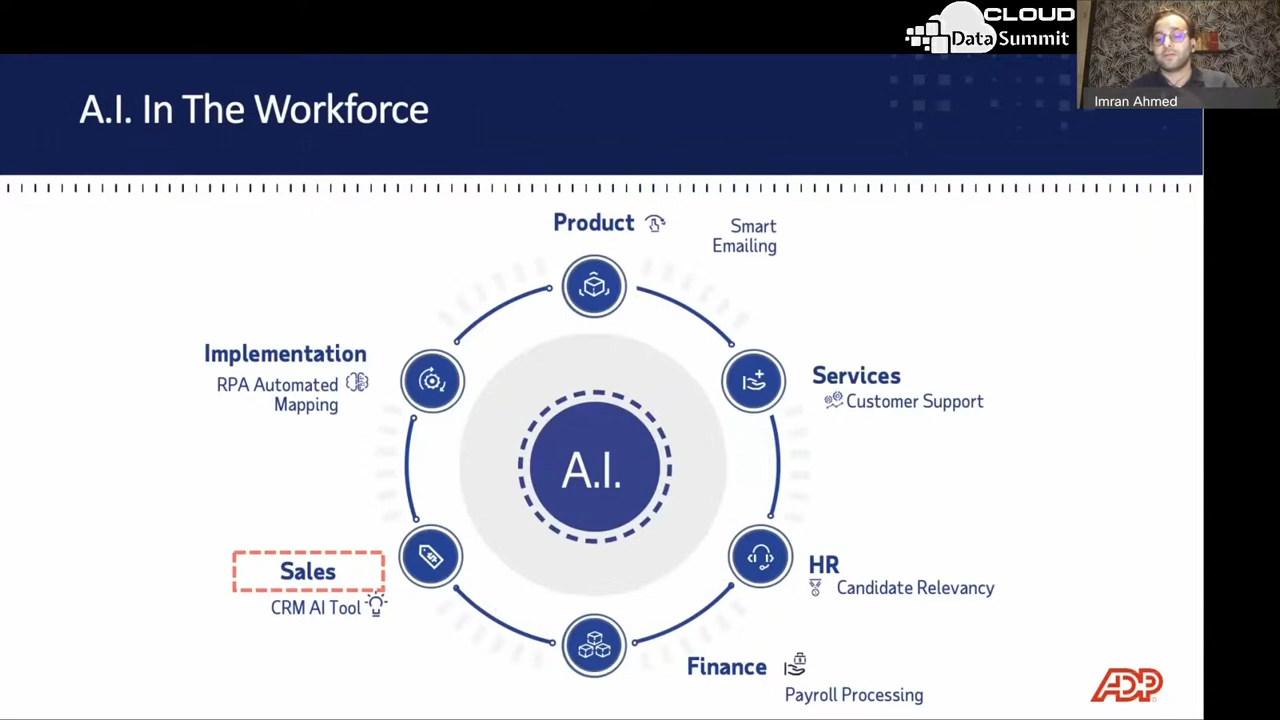 CLOUD
Data Summit
Imran Ahmed
A.I. In The Workforce
Product
Smart
Emailing
Implementation
RPA Automated
Mapping
Services
Customer Support
A.I.
Sales
CRM AI Tool
HR
Candidate Relevancy
Finance
Payroll Processing
ADP